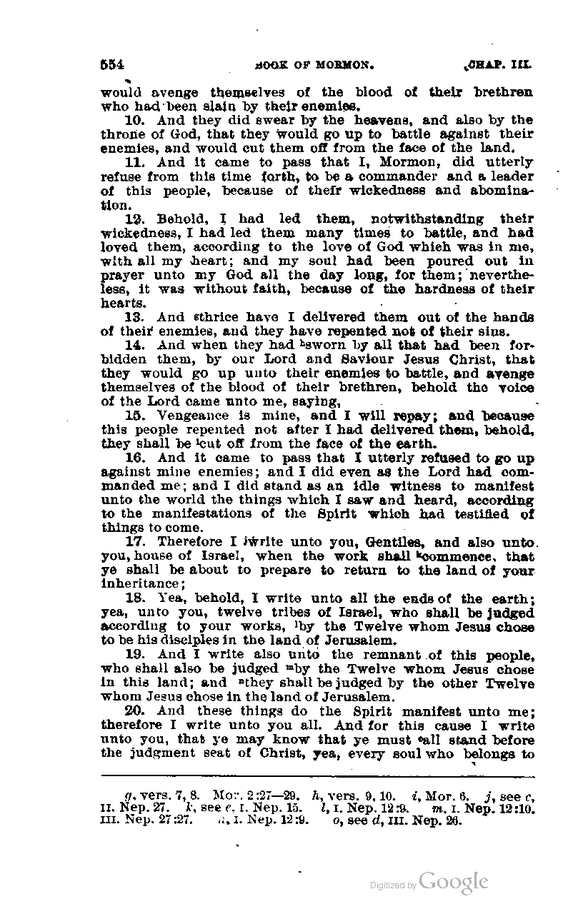 554 BOOK OF MORMON. CHAP. III.
would avenge themselves of the blood of their brethren
who had been slain by their enemies.
10. And they did swear by the heavens, and also by the
throne of God, that they would go up to battle against their
enemies, and would cut them off from the face of the land.
11. And it came to pass that I, Mormon, did utterly
refuse from this time forth, to be a commander and a leader
of this people, because of their wickedness and abomina-
tion.
12. Behold, I had led them, notwithstanding their
wickedness, I had led them many times to battle, and had
loved them, according to the love of God which was in me,
with all my heart; and my soul had been poured out in
prayer unto my God all the day long, for them; neverthe-
less, it was without faith, because of the hardness of their
hearts.
13. And gthrice have I delivered them out of the hands
of their enemies, and they have repented not of their sins.
14. And when they had hsworn by all that had been for-
bidden them, by our Lord and Saviour Jesus Christ, that
they would go up unto their enemies to battle, and avenge
themselves of the blood of their brethren, behold the voice
of the Lord came unto me, saying,
15. Vengeance is mine, and I will repay; and because
this people repented not after I had delivered them, behold,
they shall be icut off from the face of the earth.
16. And it came to pass that I utterly refused to go up
against mine enemies; and I did even as the Lord had com-
manded me; and I did stand as an idle witness to manifest
unto the world the things which I saw and heard, according
to the manifestations of the Spirit which had testified of
things to come.
17. Therefore I jwrite unto you, Gentiles, and also unto
you, house of Israel, when the work shall kcommence, that
ye shall be about to prepare to return to the land of your
inheritance;
18. Yea, behold, I write unto all the ends of the earth;
yea, unto you, twelve tribes of Israel, who shall be judged
according to your works, lby the Twelve whom Jesus chose
to be his disciples in the land of Jerusalem.
19. And I write also unto the remnant of this people,
who shall also be judged mby the Twelve whom Jesus chose
in this land; and nthey shall be judged by the other Twelve
whom Jesus chose in the land of Jerusalem.
20. And these things do the Spirit manifest unto me;
therefore I write unto you all. And for this cause I write
unto you, that ye may know that ye must oall stand before
the judgment seat of Christ, yea, every soul who belongs to
g, vers. 7, 8. Mor. 2:27—29. h, vers. 9, 10. i, Mor. 6. j, see c,
II. Nep. 27. k, see c, I. Nep. 15. l, I. Nep. 12:9. m, I. Nep. 12:10.
III. Nep. 27:27. n, I. Nep. 12:9. o, see d, III. Nep. 26.
Digitized by Google